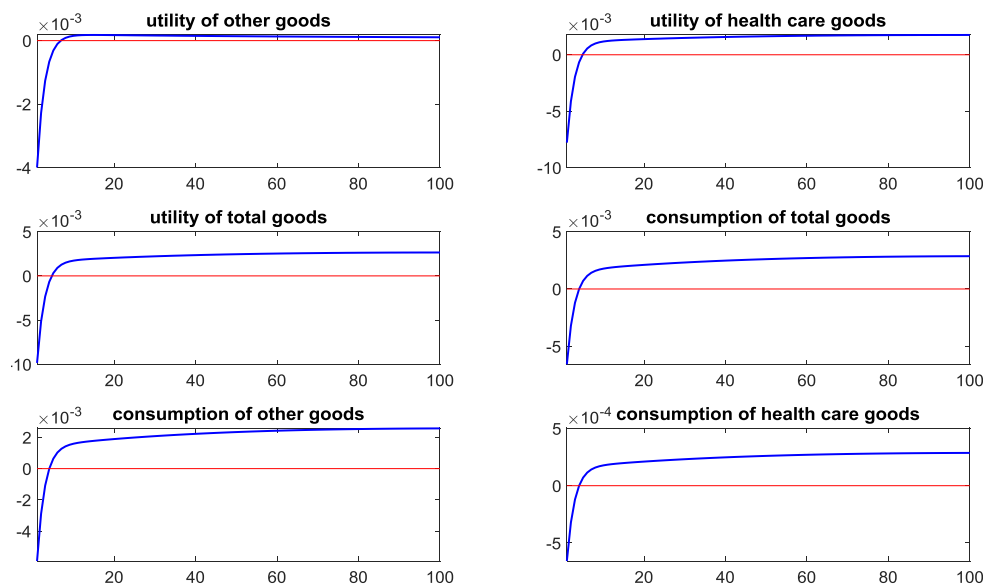 ×10-3 utility of other goods
0
-2
-4
20 40 60 80 100
×10-3 utility of health care goods
0
-5
-10
20 40 60 80 100
×10-3 utility of total goods
5
0
-5
-10
20 40 60 80 100
×10-3 consumption of total goods
5
0
-5
20 40 60 80 100
×10-3 consumption of other goods
2
0
-2
-4
20 40 60 80 100
×10-4 consumption of health care goods
5
0
-5
20 40 60 80 100